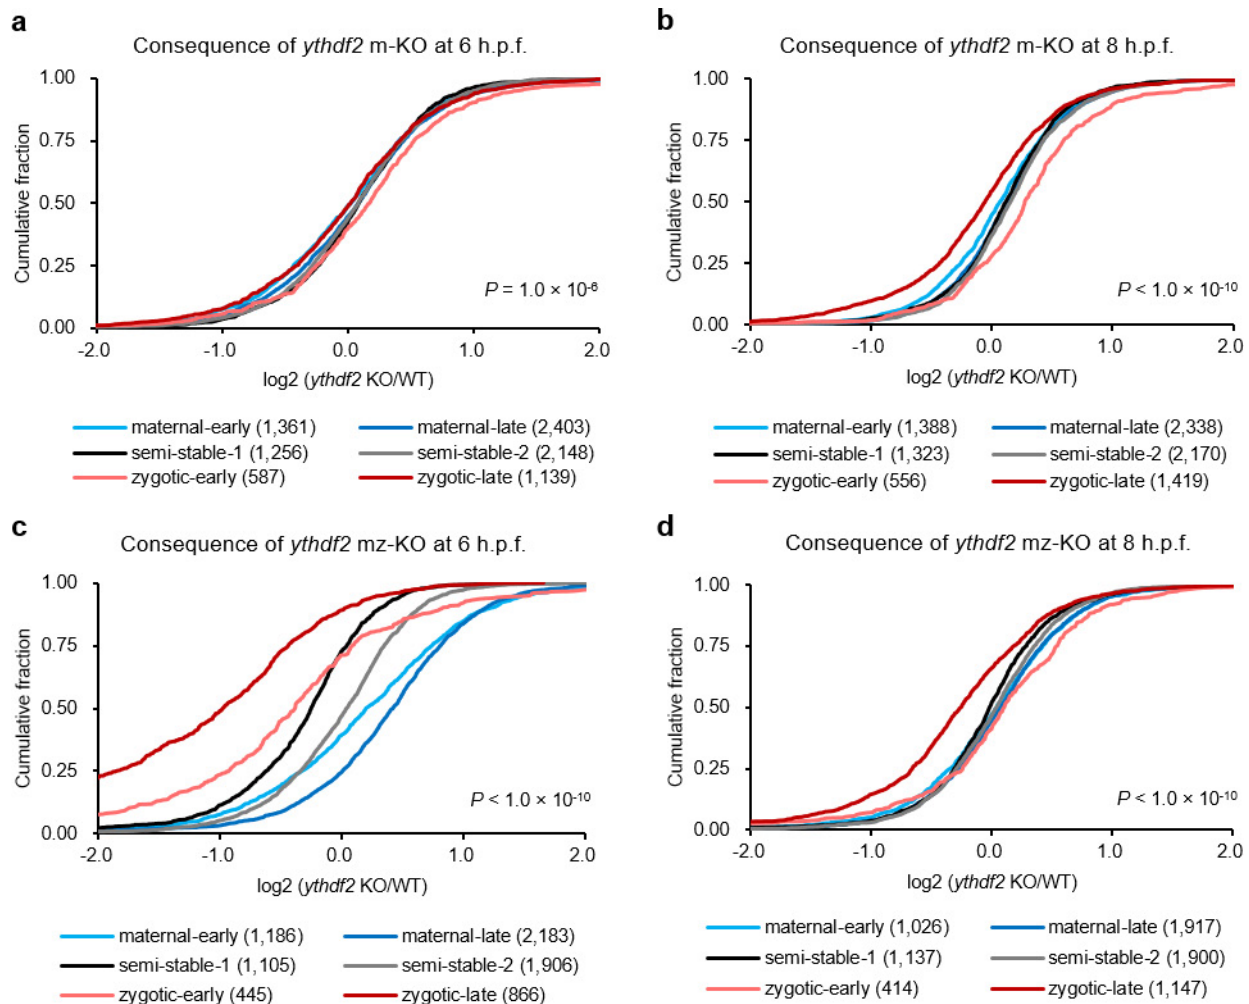 a
Consequence of ythdf2 m-KO at 6 h.p.f.
1.00
0.75
0.50
0.25
0.00
Cumulative fraction
P = 1.0 × 10-6
-2.0 -1.0 0.0 1.0 2.0
log2 (ythdf2 KO/WT)
maternal-early (1,361) maternal-late (2,403)
semi-stable-1 (1,256) semi-stable-2 (2,148)
zygotic-early (587) zygotic-late (1,139)
b
Consequence of ythdf2 m-KO at 8 h.p.f.
1.00
0.75
0.50
0.25
0.00
Cumulative fraction
P < 1.0 × 10-10
-2.0 -1.0 0.0 1.0 2.0
log2 (ythdf2 KO/WT)
maternal-early (1,388) maternal-late (2,338)
semi-stable-1 (1,323) semi-stable-2 (2,170)
zygotic-early (556) zygotic-late (1,419)
c
Consequence of ythdf2 mz-KO at 6 h.p.f.
1.00
0.75
0.50
0.25
0.00
Cumulative fraction
P < 1.0 × 10-10
-2.0 -1.0 0.0 1.0 2.0
log2 (ythdf2 KO/WT)
maternal-early (1,186) maternal-late (2,183)
semi-stable-1 (1,105) semi-stable-2 (1,906)
zygotic-early (445) zygotic-late (866)
d
Consequence of ythdf2 mz-KO at 8 h.p.f.
1.00
0.75
0.50
0.25
0.00
Cumulative fraction
P < 1.0 × 10-10
-2.0 -1.0 0.0 1.0 2.0
log2 (ythdf2 KO/WT)
maternal-early (1,026) maternal-late (1,917)
semi-stable-1 (1,137) semi-stable-2 (1,900)
zygotic-early (414) zygotic-late (1,147)